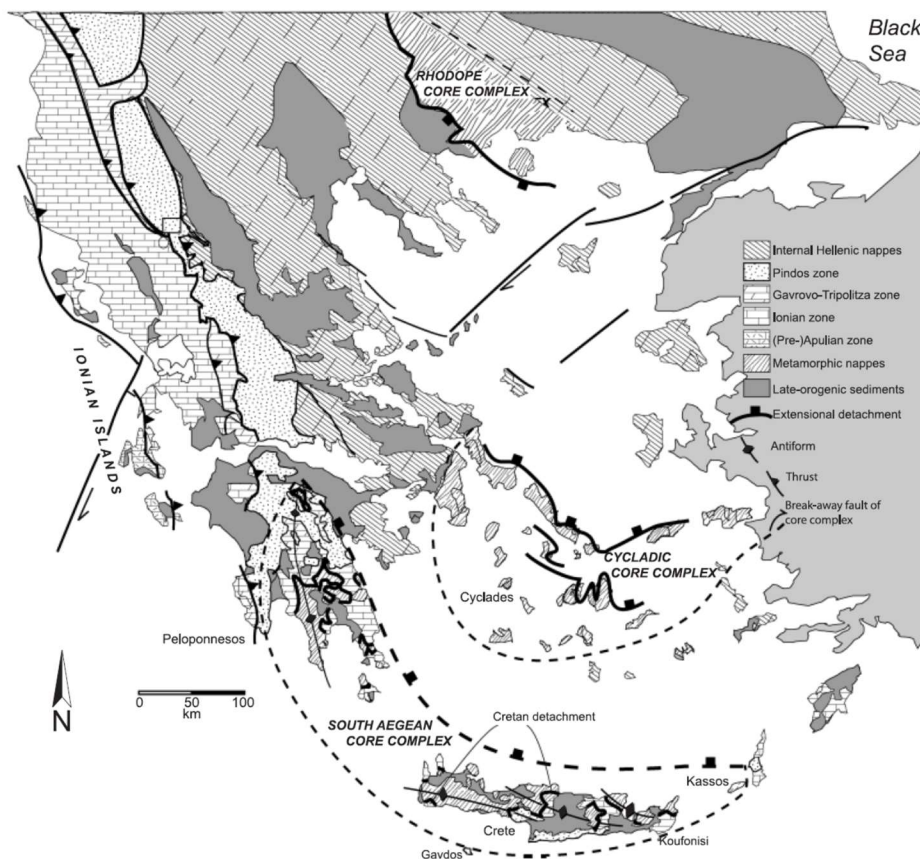 Black
Sea
RHODOPE
CORE COMPLEX
Internal Hellenic nappes
Pindos zone
Gavrovo-Tripolitza zone
Ionian zone
(Pre-)Apulian zone
Metamorphic nappes
Late-orogenic sediments
Extensional detachment
Antiform
Thrust
Break-away fault of
core complex
IONIAN ISLANDS
CYCLADIC
CORE COMPLEX
Cyclades
Peloponnesos
N
0 50 100
km
SOUTH AEGEAN
CORE COMPLEX
Cretan detachment
Kassos
Crete
Koufonisi
Gavdos